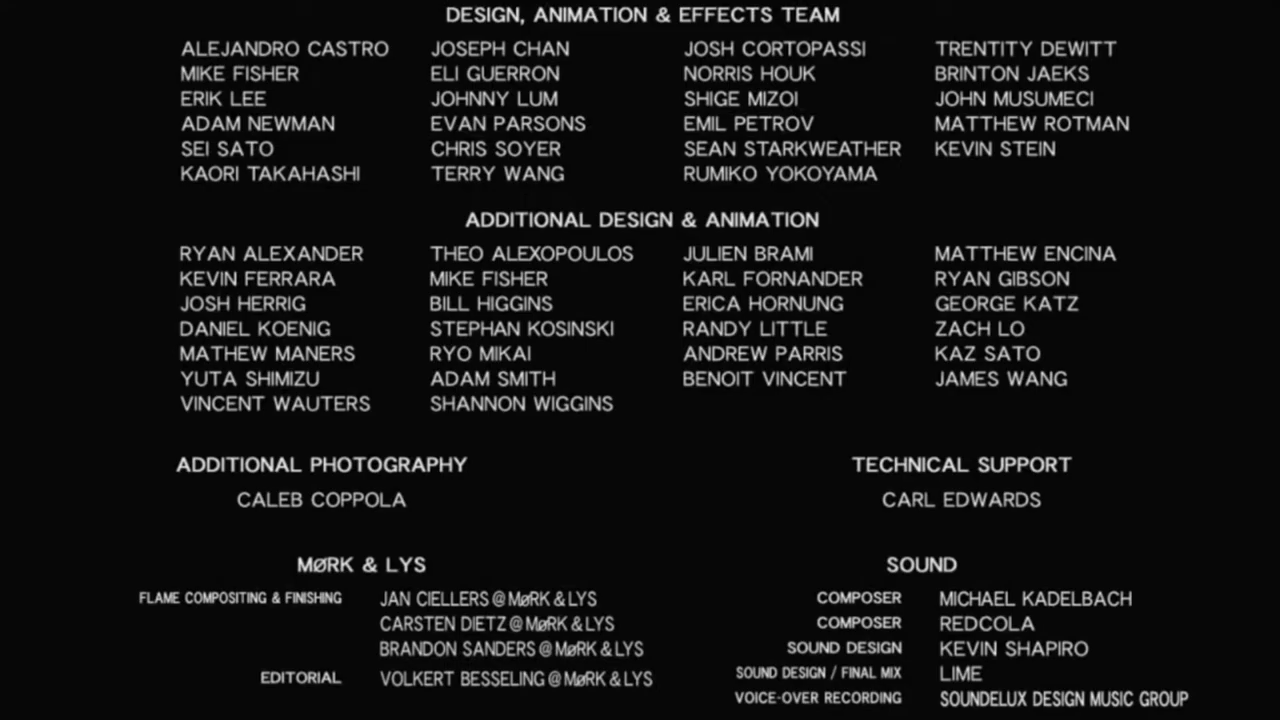 DESIGN, ANIMATION & EFFECTS TEAM
ALEJANDRO CASTRO JOSEPH CHAN JOSH CORTOPASSI TRENTITY DEWITT
MIKE FISHER ELI GUERRON NORRIS HOUK BRINTON JAEKS
ERIK LEE JOHNNY LUM SHIGE MIZOI JOHN MUSUMECI
ADAM NEWMAN EVAN PARSONS EMIL PETROV MATTHEW ROTMAN
SEI SATO CHRIS SOYER SEAN STARKWEATHER KEVIN STEIN
KAORI TAKAHASHI TERRY WANG RUMIKO YOKOYAMA
ADDITIONAL DESIGN & ANIMATION
RYAN ALEXANDER THEO ALEXOPOULOS JULIEN BRAMI MATTHEW ENCINA
KEVIN FERRARA MIKE FISHER KARL FORNANDER RYAN GIBSON
JOSH HERRIG BILL HIGGINS ERICA HORNUNG GEORGE KATZ
DANIEL KOENIG STEPHAN KOSINSKI RANDY LITTLE ZACH LO
MATHEW MANERS RYO MIKAI ANDREW PARRIS KAZ SATO
YUTA SHIMIZU ADAM SMITH BENOIT VINCENT JAMES WANG
VINCENT WAUTERS SHANNON WIGGINS
ADDITIONAL PHOTOGRAPHY
CALEB COPPOLA
TECHNICAL SUPPORT
CARL EDWARDS
MØRK & LYS
FLAME COMPOSITING & FINISHING JAN CIELLERS @ MøRK & LYS
CARSTEN DIETZ @ MøRK & LYS
BRANDON SANDERS @ MøRK & LYS
EDITORIAL VOLKERT BESSELING @ MøRK & LYS
SOUND
COMPOSER MICHAEL KADELBACH
COMPOSER REDCOLA
SOUND DESIGN KEVIN SHAPIRO
SOUND DESIGN / FINAL MIX LIME
VOICE-OVER RECORDING SOUNDELUX DESIGN MUSIC GROUP